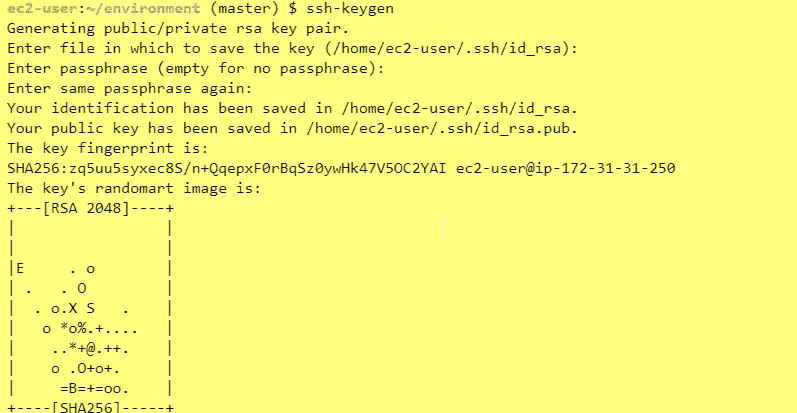 ec2-user:~/environment (master) $ ssh-keygen
Generating public/private rsa key pair.
Enter file in which to save the key (/home/ec2-user/.ssh/id_rsa):
Enter passphrase (empty for no passphrase):
Enter same passphrase again:
Your identification has been saved in /home/ec2-user/.ssh/id_rsa.
Your public key has been saved in /home/ec2-user/.ssh/id_rsa.pub.
The key fingerprint is:
SHA256:zq5uu5syxec8S/n+QqepxF0rBqSz0ywHk47V5OC2YAI ec2-user@ip-172-31-31-250
The key's randomart image is:
+---[RSA 2048]----+
|                 |
|                 |
|E     . o        |
| .   . O         |
|  . o.X S   .    |
|   o *o%.+....   |
|    ..*+@.++.    |
|    o .O+o+.     |
|     =B=+=oo.    |
+----[SHA256]-----+